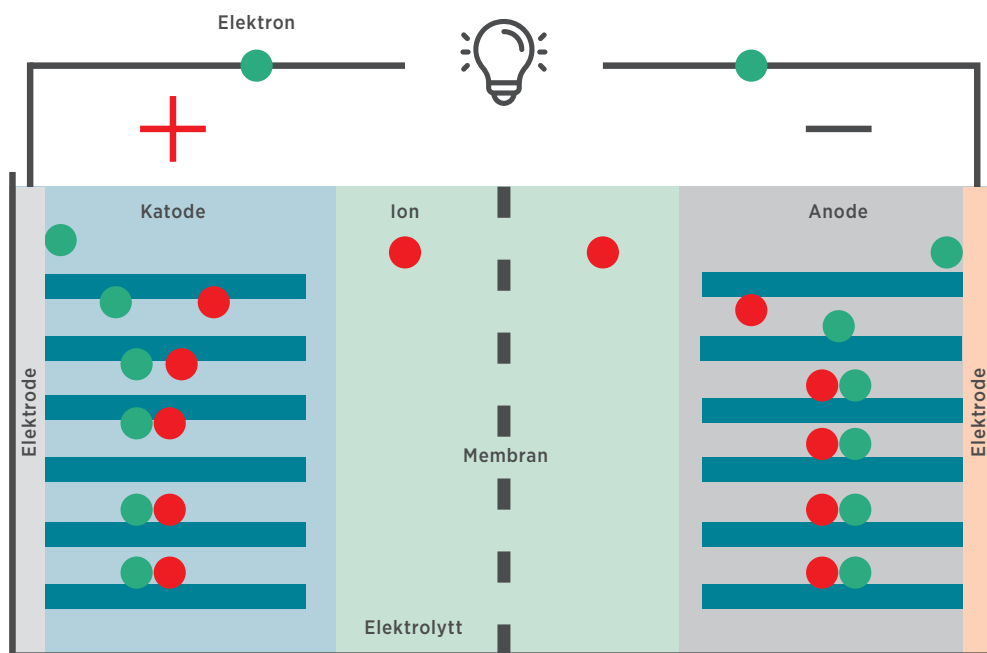 Elektron
Katode
Ion
Anode
Elektrode
Elektrode
Membran
Elektrolytt